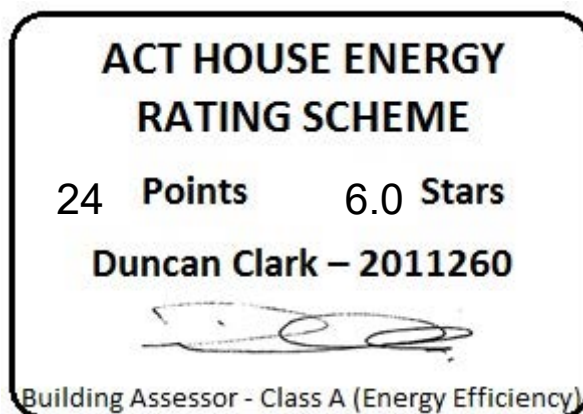 ACT HOUSE ENERGY
RATING SCHEME
24 Points 6.0 Stars
Duncan Clark – 2011260
Building Assessor - Class A (Energy Efficiency)